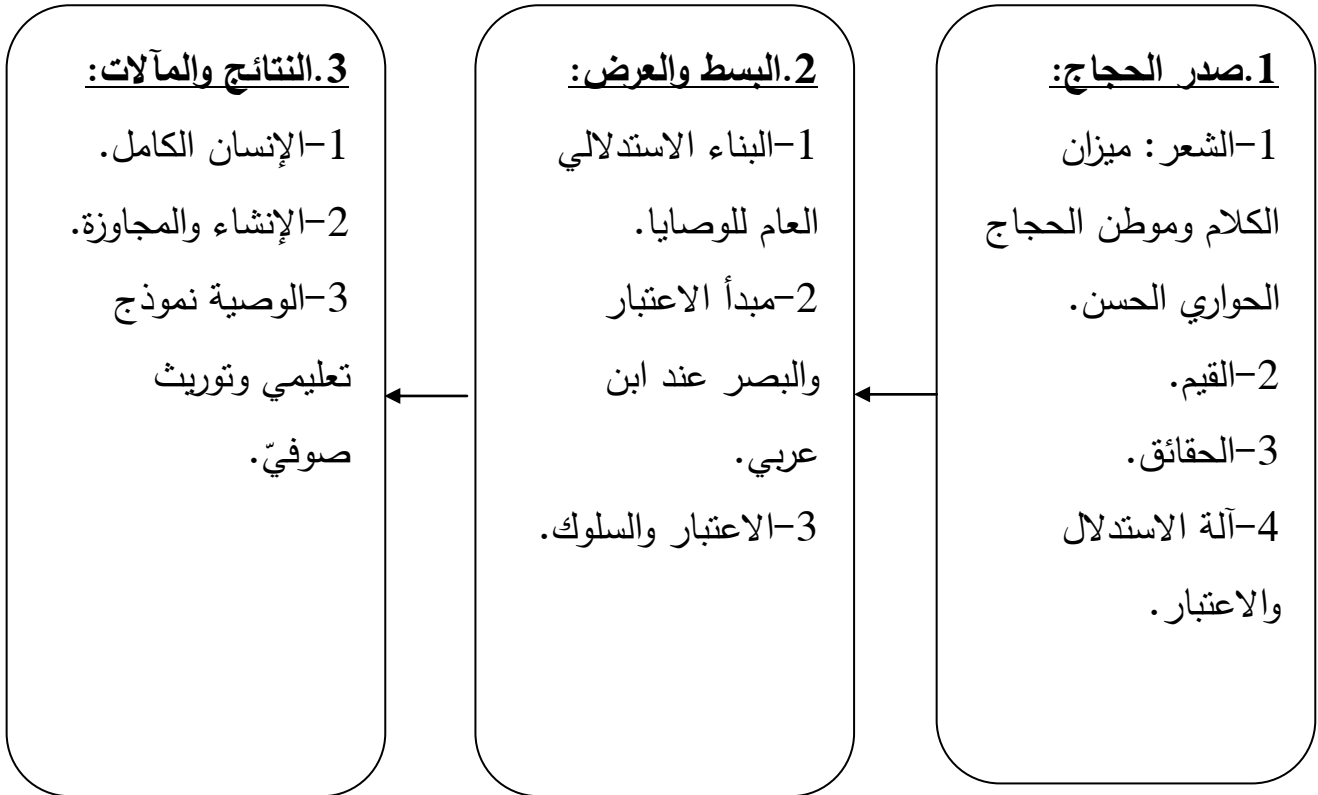 1.صدر الحجاج:
1-الشعر: ميزان
الكلام وموطن الحجاج
الحواري الحسن.
2-القيم.
3-الحقائق.
4-آلة الاستدلال
والاعتبار.
2.البسط والعرض:
1-البناء الاستدلالي
العام للوصايا.
2-مبدأ الاعتبار
والبصر عند ابن
عربي.
3-الاعتبار والسلوك.
3.النتائج والمآلات:
1-الإنسان الكامل.
2-الإنشاء والمجاوزة.
3-الوصية نموذج
تعليمي وتوريث
صوفيّ.